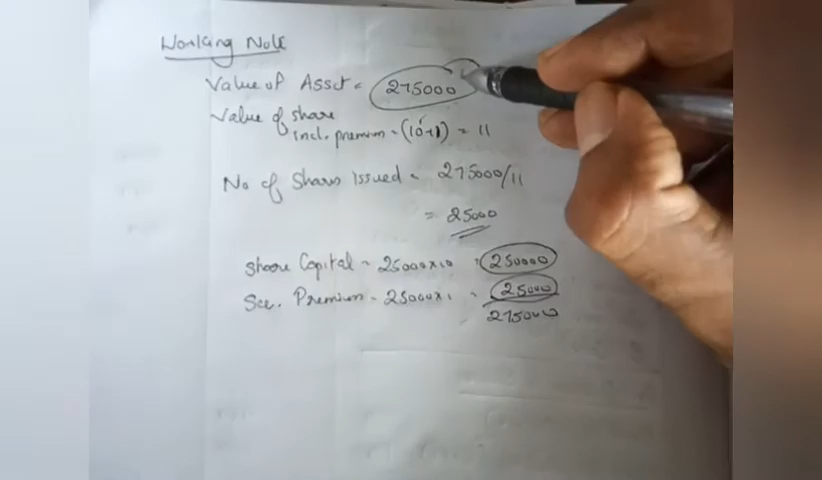 Working Note
Value of Asset = 275000
Value of share
incl. premium = (10+1) = 11
No of Shares Issued = 275000/11
= 25000
Share Capital = 25000x10 = 250000
Sec. Premium = 25000x1 = 25000
275000